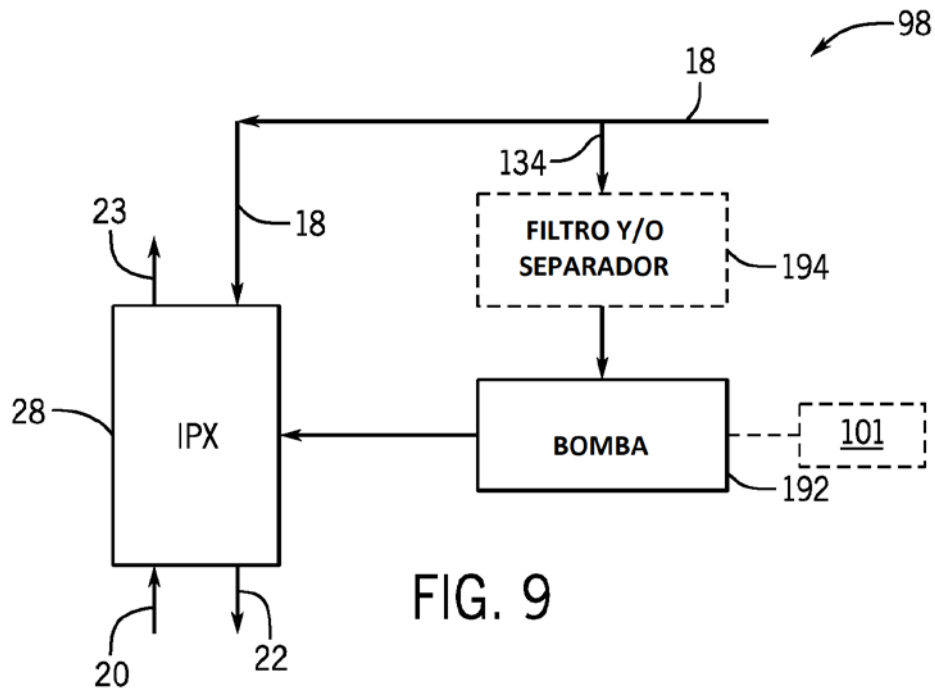 98
18
134
FILTRO Y/O
SEPARADOR
194
23
18
28
IPX
BOMBA
101
192
20
22
FIG. 9